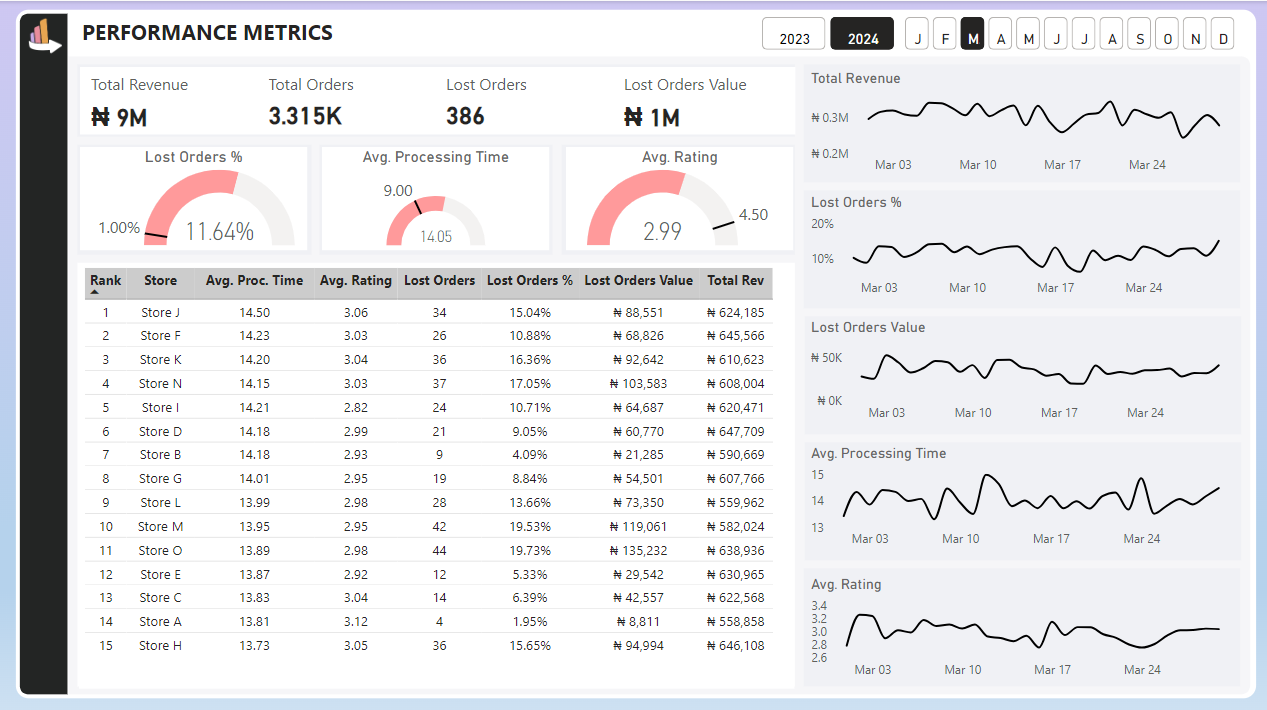 PERFORMANCE METRICS
2023 2024 J F M A M J J A S O N D
Total Revenue Total Orders Lost Orders Lost Orders Value
₦ 9M 3.315K 386 ₦ 1M
Lost Orders % Avg. Processing Time Avg. Rating
1.00% 11.64%
9.00 14.05
2.99 4.50
Rank Store Avg. Proc. Time Avg. Rating Lost Orders Lost Orders % Lost Orders Value Total Rev
1 Store J 14.50 3.06 34 15.04% ₦ 88,551 ₦ 624,185
2 Store F 14.23 3.03 26 10.88% ₦ 68,826 ₦ 645,566
3 Store K 14.20 3.04 36 16.36% ₦ 92,642 ₦ 610,623
4 Store N 14.15 3.03 37 17.05% ₦ 103,583 ₦ 608,004
5 Store I 14.21 2.82 24 10.71% ₦ 64,687 ₦ 620,471
6 Store D 14.18 2.99 21 9.05% ₦ 60,770 ₦ 647,709
7 Store B 14.18 2.93 9 4.09% ₦ 21,285 ₦ 590,669
8 Store G 14.01 2.95 19 8.84% ₦ 54,501 ₦ 607,766
9 Store L 13.99 2.98 28 13.66% ₦ 73,350 ₦ 559,962
10 Store M 13.95 2.95 42 19.53% ₦ 119,061 ₦ 582,024
11 Store O 13.89 2.98 44 19.73% ₦ 135,232 ₦ 638,936
12 Store E 13.87 2.92 12 5.33% ₦ 29,542 ₦ 630,965
13 Store C 13.83 3.04 14 6.39% ₦ 42,557 ₦ 622,568
14 Store A 13.81 3.12 4 1.95% ₦ 8,811 ₦ 558,858
15 Store H 13.73 3.05 36 15.65% ₦ 94,994 ₦ 646,108
Total Revenue
₦ 0.3M
₦ 0.2M
Mar 03 Mar 10 Mar 17 Mar 24
Lost Orders %
20%
10%
Mar 03 Mar 10 Mar 17 Mar 24
Lost Orders Value
₦ 50K
₦ 0K
Mar 03 Mar 10 Mar 17 Mar 24
Avg. Processing Time
15
14
13
Mar 03 Mar 10 Mar 17 Mar 24
Avg. Rating
3.4
3.2
3.0
2.8
2.6
Mar 03 Mar 10 Mar 17 Mar 24